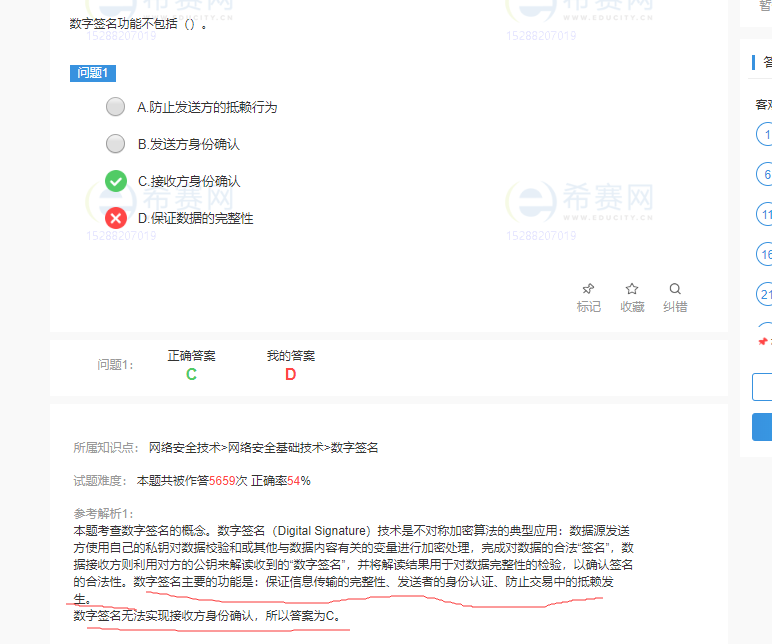 希赛网
WWW.EDUCITY.CN
希赛网
WWW.EDUCITY.CN
数字签名功能不包括（）。
15288207019
15288207019
问题1
A.防止发送方的抵赖行为
B.发送方身份确认
C.接收方身份确认
D.保证数据的完整性
希赛网
WWW.EDUCITY.CN
15288207019
希赛网
WWW.EDUCITY.CN
15288207019
标记
收藏
纠错
问题1：
正确答案
C
我的答案
D
所属知识点： 网络安全技术>网络安全基础技术>数字签名
试题难度： 本题共被作答5659次 正确率54%
参考解析1：
本题考查数字签名的概念。数字签名（Digital Signature）技术是不对称加密算法的典型应用：数据源发送
方使用自己的私钥对数据校验和或其他与数据内容有关的变量进行加密处理，完成对数据的合法“签名”，数
据接收方则利用对方的公钥来解读收到的“数字签名”，并将解读结果用于对数据完整性的检验，以确认签名
的合法性。数字签名主要的功能是：保证信息传输的完整性、发送者的身份认证、防止交易中的抵赖发
生。
数字签名无法实现接收方身份确认，所以答案为C。
暂
答
客观
1
6
11
16
21